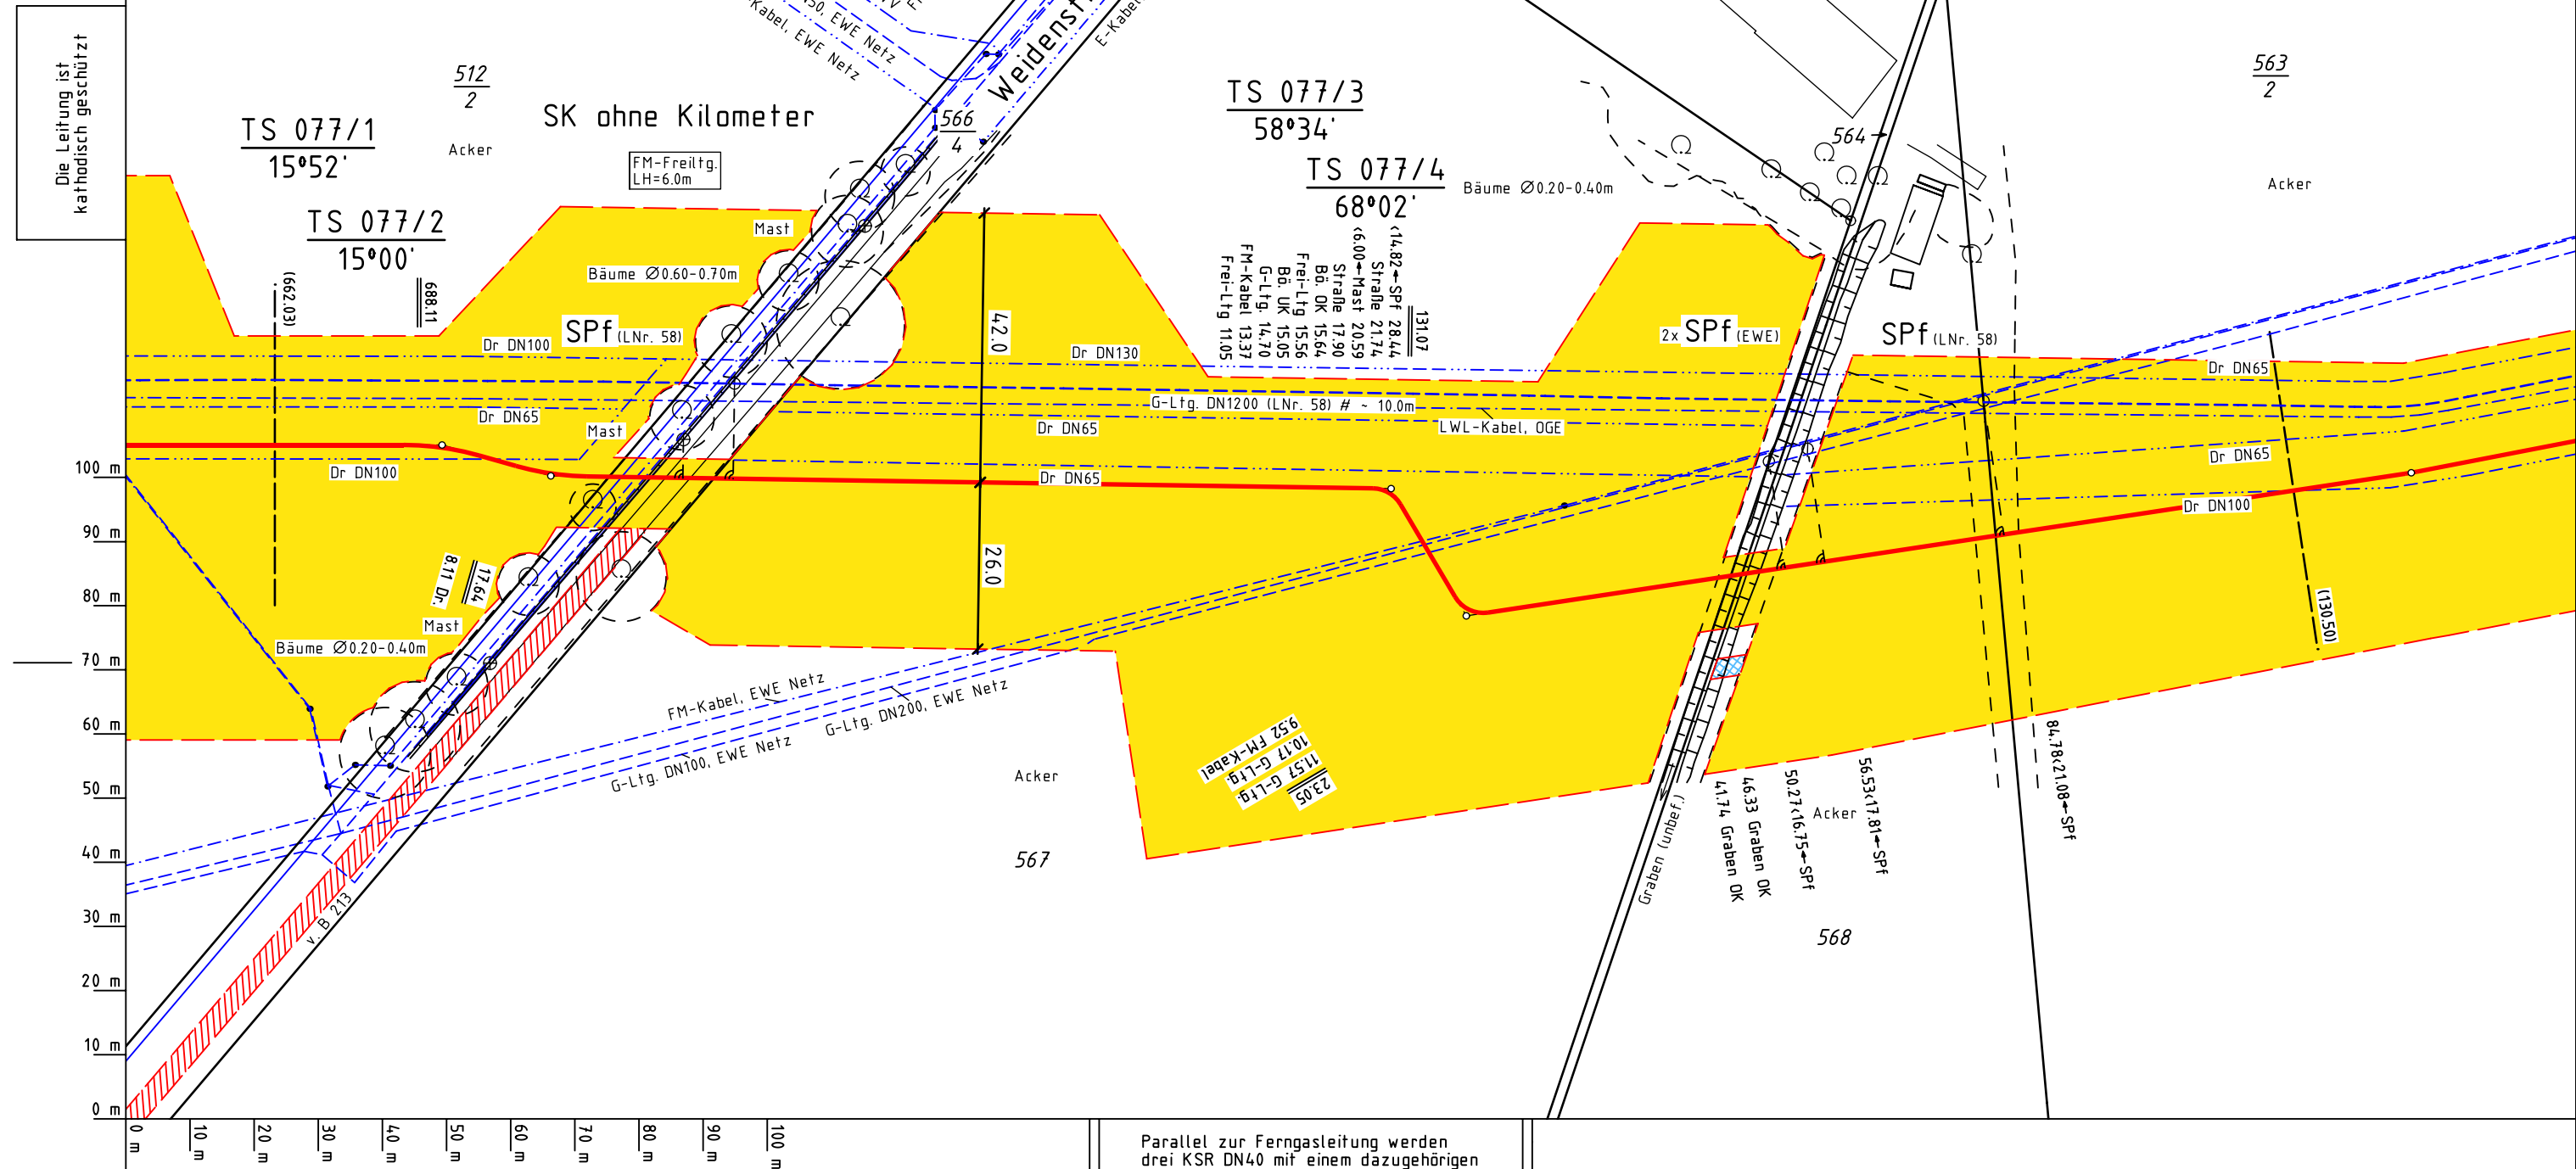 Die Leitung ist
kathodisch geschützt
512
2
Acker
TS 077/1
15°52'
TS 077/2
15°00'
SK ohne Kilometer
FM-Freiltg.
LH=6.0m
Kabel, EWE Netz
50, EWE Netz
E-Kabel
566
4
TS 077/3
58°34'
TS 077/4
68°02'
Bäume Ø0.20-0.40m
564
563
2
Acker
Mast
Bäume Ø0.60-0.70m
(662.03)
688.11
SPf (LNr. 58)
Dr DN100
Dr DN65
Mast
Dr DN100
42.0
26.0
Dr DN130
G-Ltg. DN1200 (LNr. 58) # ~ 10.0m
LWL-Kabel, OGE
Dr DN65
Dr DN65
131.07
<14.82←SPf 28.44
Straße 21.74
<6.00←Mast 20.59
Straße 17.90
Bö. OK 15.64
Frei-Ltg 15.56
Bö. UK 15.05
G-Ltg. 14.70
FM-Kabel 13.37
Frei-Ltg 11.05
2x SPf (EWE)
SPf (LNr. 58)
Dr DN65
Dr DN65
Dr DN100
(130.50)
17.64
8.11 Dr.
Mast
Bäume Ø0.20-0.40m
FM-Kabel, EWE Netz
G-Ltg. DN200, EWE Netz
G-Ltg. DN100, EWE Netz
9.52 FM-Kabel
10.17 G-Ltg.
11.57 G-Ltg.
23.05
Acker
567
v. B 213
Graben (unbef.)
41.74 Graben OK
46.33 Graben OK
50.27<16.75←SPf
56.53<17.81←SPf
84.78<21.08←SPf
Acker
568
100 m
90 m
80 m
70 m
60 m
50 m
40 m
30 m
20 m
10 m
0 m
0 m
10 m
20 m
30 m
40 m
50 m
60 m
70 m
80 m
90 m
100 m
Parallel zur Ferngasleitung werden
drei KSR DN40 mit einem dazugehörigen